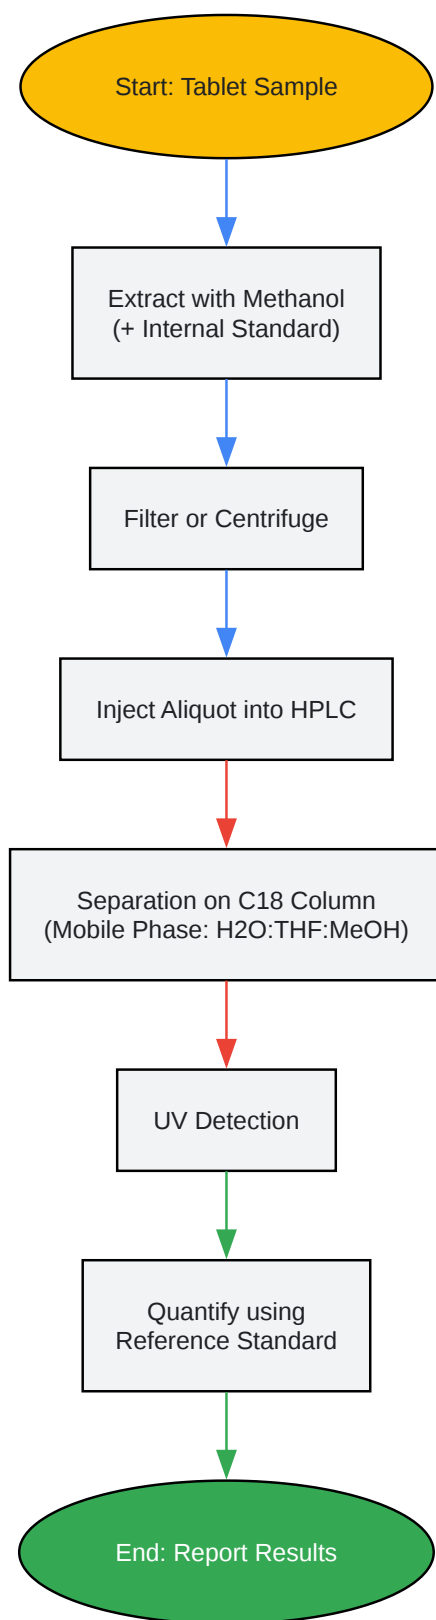 Start: Tablet Sample
Extract with Methanol
(+ Internal Standard)
Filter or Centrifuge
Inject Aliquot into HPLC
Separation on C18 Column
(Mobile Phase: H2O:THF:MeOH)
UV Detection
Quantify using
Reference Standard
End: Report Results